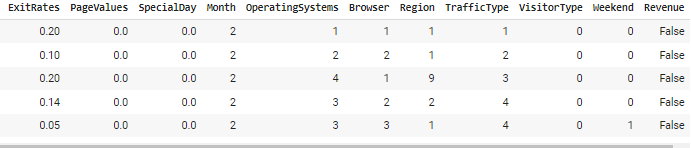 ExitRates PageValues SpecialDay Month OperatingSystems Browser Region TrafficType VisitorType Weekend Revenue
0.20 0.0 0.0 2 1 1 1 1 0 0 False
0.10 0.0 0.0 2 2 2 1 2 0 0 False
0.20 0.0 0.0 2 4 1 9 3 0 0 False
0.14 0.0 0.0 2 3 2 2 4 0 0 False
0.05 0.0 0.0 2 3 3 1 4 0 1 False